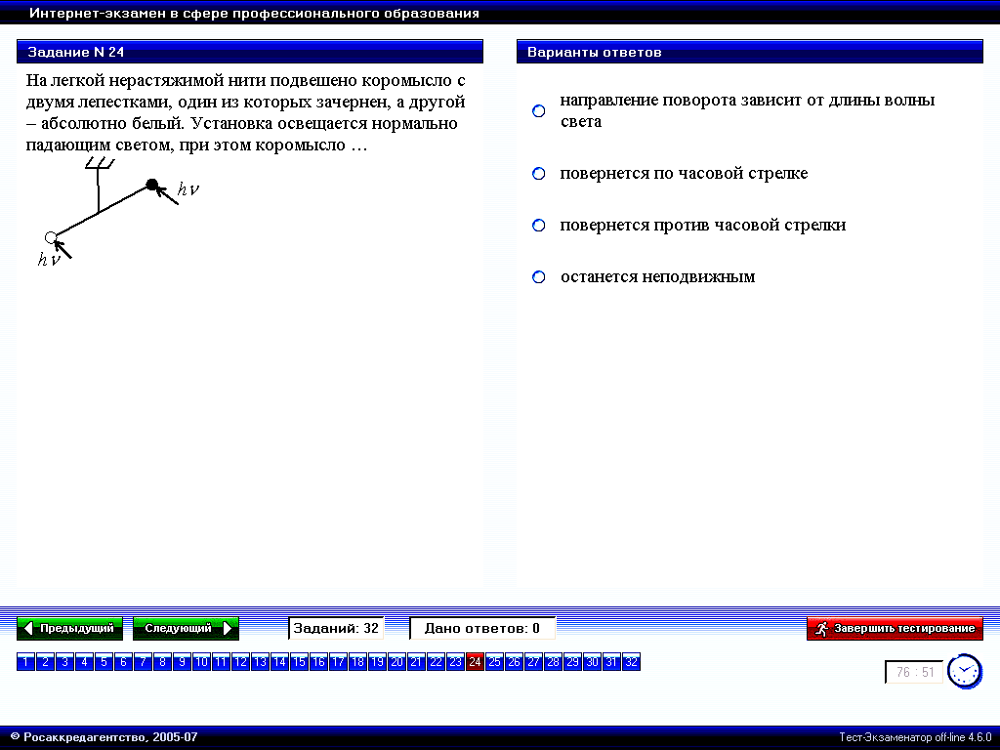 Интернет-экзамен в сфере профессионального образования
Задание N 24
На легкой нерастяжимой нити подвешено коромысло с
двумя лепестками, один из которых зачернен, а другой
– абсолютно белый. Установка освещается нормально
падающим светом, при этом коромысло …
hν
hν
Варианты ответов
направление поворота зависит от длины волны
света
повернется по часовой стрелке
повернется против часовой стрелки
останется неподвижным
Предыдущий
Следующий
Заданий: 32
Дано ответов: 0
Завершить тестирование
1 2 3 4 5 6 7 8 9 10 11 12 13 14 15 16 17 18 19 20 21 22 23 24 25 26 27 28 29 30 31 32
76 : 51
© Росаккредагентство, 2005-07
Тест-Экзаменатор off-line 4.6.0